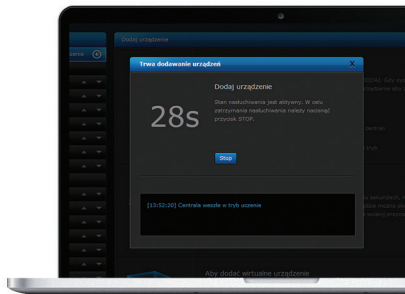 Dodaj urządzenie
Trwa dodawanie urządzeń X
Dodaj urządzenie
28s
Stan nasłuchiwania jest aktywny. W celu
zatrzymania nasłuchiwania należy nacisnąć
przycisk STOP.
Stop
[13:52:20] Centrala weszła w tryb uczenia
Aby dodać wirtualne urządzenie